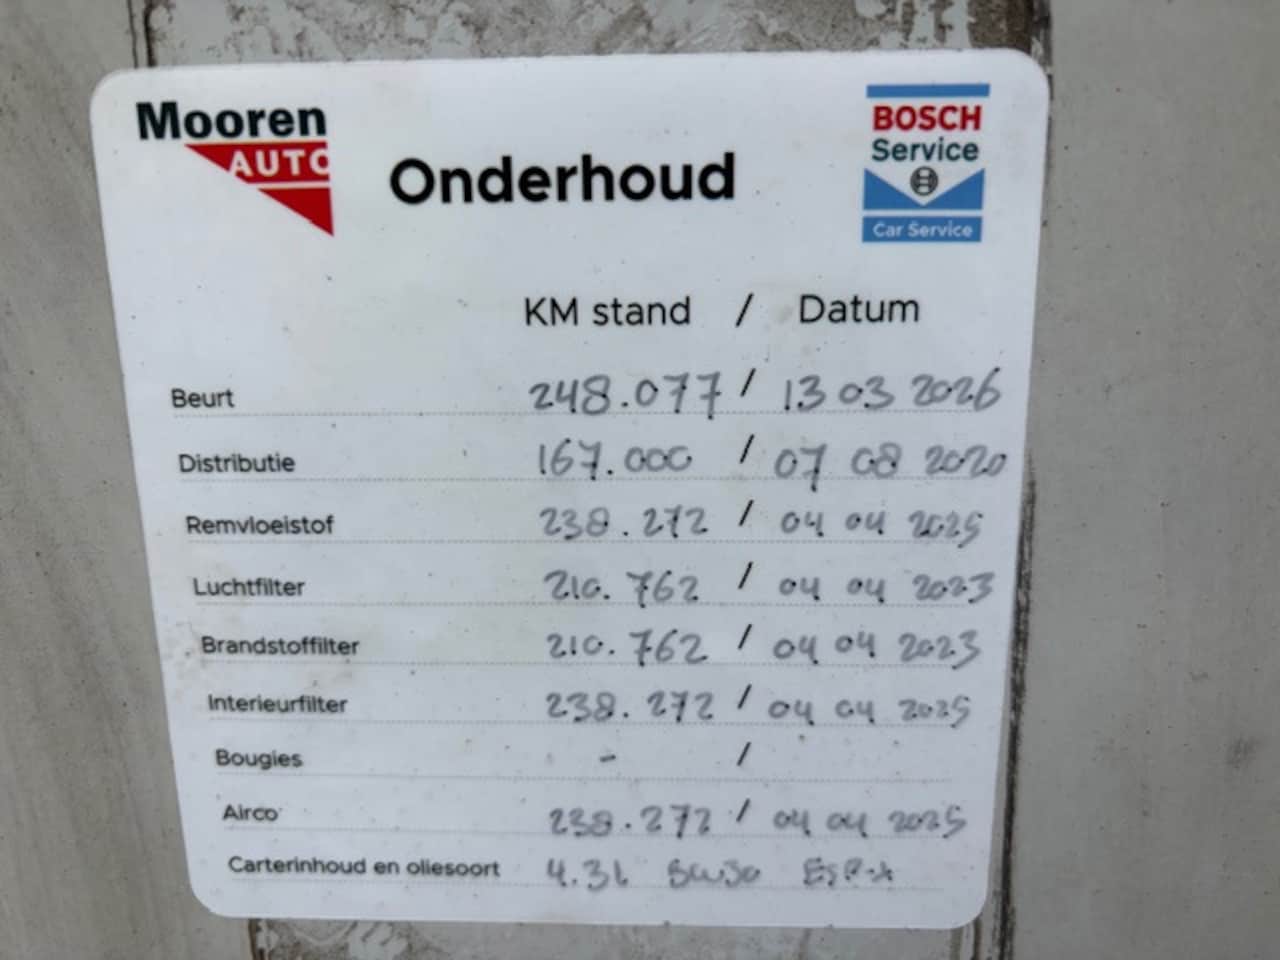 Mooren
AUTO
Onderhoud
BOSCH
Service
Car Service
KM stand / Datum
Beurt 248.077 / 13 03 2026
Distributie 167.000 / 07 08 2020
Remvloeistof 238.272 / 04 04 2025
Luchtfilter 210.762 / 04 04 2023
Brandstoffilter 210.762 / 04 04 2023
Interieurfilter 238.272 / 04 04 2025
Bougies - /
Airco 238.272 / 04 04 2025
Carterinhoud en oliesoort 4.3L 5W30